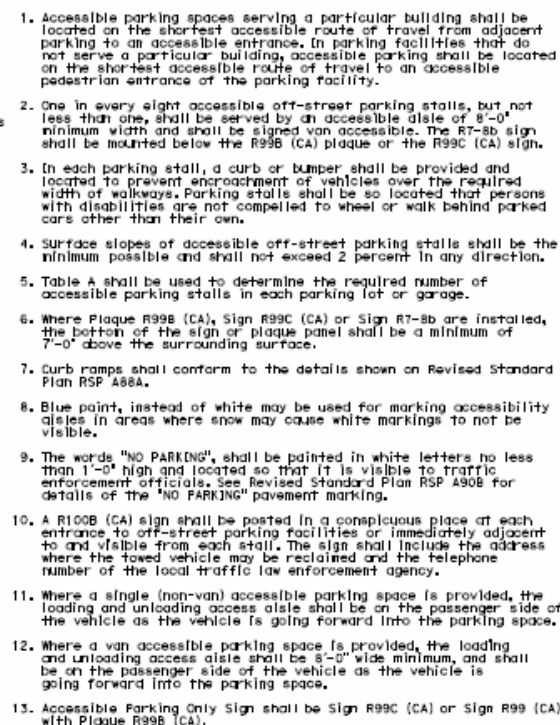 1. Accessible parking spaces serving a particular building shall be
located on the shortest accessible route of travel from adjacent
parking to an accessible entrance. In parking facilities that do
not serve a particular building, accessible parking shall be located
on the shortest accessible route of travel to an accessible
pedestrian entrance of the parking facility.
2. One in every eight accessible off-street parking stalls, but not
less than one, shall be served by an accessible aisle of 8'-0"
minimum width and shall be signed van accessible. The R7-8b sign
shall be mounted below the R99B (CA) plaque or the R99C (CA) sign.
3. In each parking stall, a curb or bumper shall be provided and
located to prevent encroachment of vehicles over the required
width of walkways. Parking stalls shall be so located that persons
with disabilities are not compelled to wheel or walk behind parked
cars other than their own.
4. Surface slopes of accessible off-street parking stalls shall be the
minimum possible and shall not exceed 2 percent in any direction.
5. Table A shall be used to determine the required number of
accessible parking stalls in each parking lot or garage.
6. Where Plaque R99B (CA), Sign R99C (CA) or Sign R7-8b are installed,
the bottom of the sign or plaque panel shall be a minimum of
7'-0" above the surrounding surface.
7. Curb ramps shall conform to the details shown on Revised Standard
Plan RSP A88A.
8. Blue paint, instead of white may be used for marking accessibility
aisles in areas where snow may cause white markings to not be
visible.
9. The words "NO PARKING", shall be painted in white letters no less
than 1'-0" high and located so that it is visible to traffic
enforcement officials. See Revised Standard Plan RSP A90B for
details of the "NO PARKING" pavement marking.
10. A R100B (CA) sign shall be posted in a conspicuous place at each
entrance to off-street parking facilities or immediately adjacent
to and visible from each stall. The sign shall include the address
where the towed vehicle may be reclaimed and the telephone
number of the local traffic law enforcement agency.
11. Where a single (non-van) accessible parking space is provided, the
loading and unloading access aisle shall be on the passenger side of
the vehicle as the vehicle is going forward into the parking space.
12. Where a van accessible parking space is provided, the loading
and unloading access aisle shall be 8'-0" wide minimum, and shall
be on the passenger side of the vehicle as the vehicle is
going forward into the parking space.
13. Accessible Parking Only Sign shall be Sign R99C (CA) or Sign R99 (CA)
with Plaque R99B (CA).